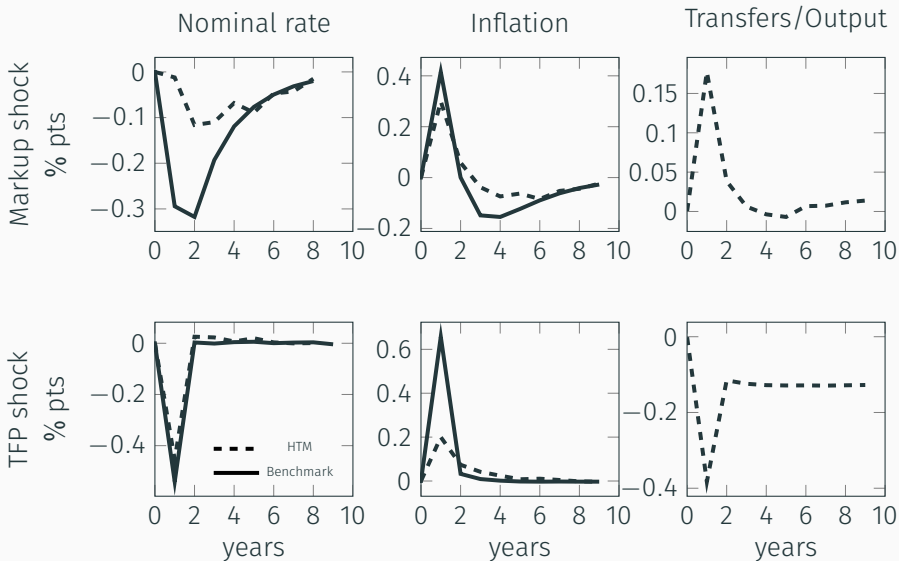 Nominal rate
Inflation
Transfers/Output
Markup shock
% pts
0
−0.1
−0.2
−0.3
0 2 4 6 8 10
0.4
0.2
0
−0.2
0 2 4 6 8 10
0.15
0.1
0.05
0
0 2 4 6 8 10
TFP shock
% pts
0
−0.2
−0.4
HTM
Benchmark
0 2 4 6 8 10
years
0.6
0.4
0.2
0
0 2 4 6 8 10
years
0
−0.2
−0.4
0 2 4 6 8 10
years